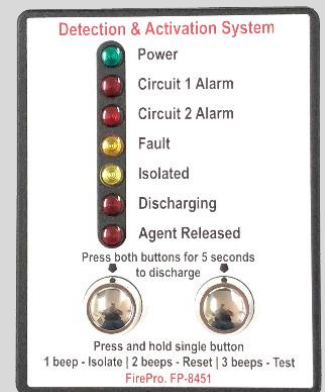 Detection & Activation System
Power
Circuit 1 Alarm
Circuit 2 Alarm
Fault
Isolated
Discharging
Agent Released
Press both buttons for 5 seconds
to discharge
Press and hold single button
1 beep - Isolate | 2 beeps - Reset | 3 beeps - Test
FirePro. FP-8451